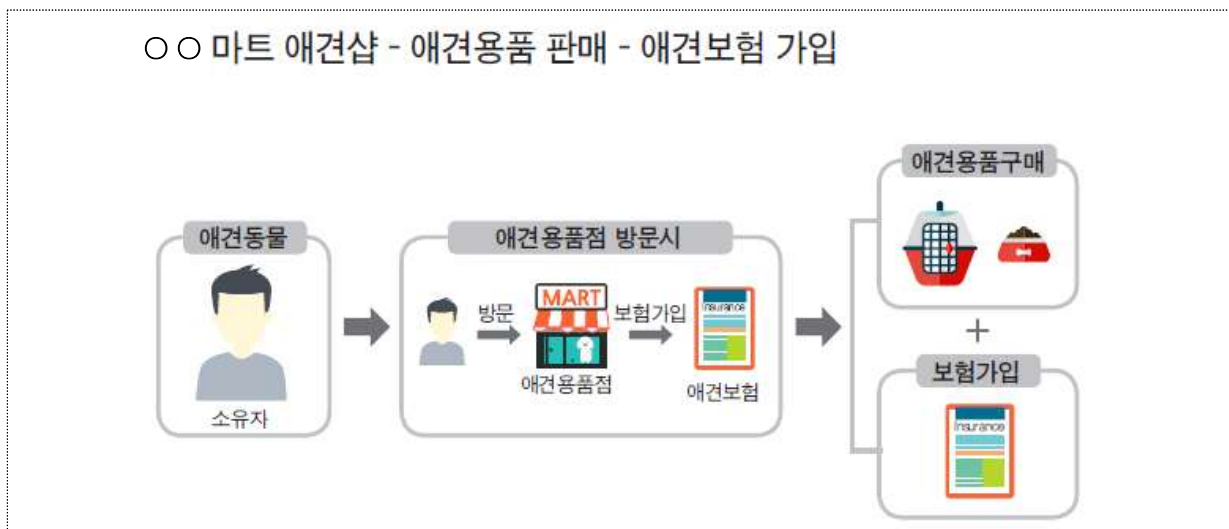 ○○ 마트 애견샵 - 애견용품 판매 - 애견보험 가입
애견동물
소유자
애견용품점 방문시
방문
MART
애견용품점
보험가입
Insurance
애견보험
애견용품구매
+
보험가입
Insurance